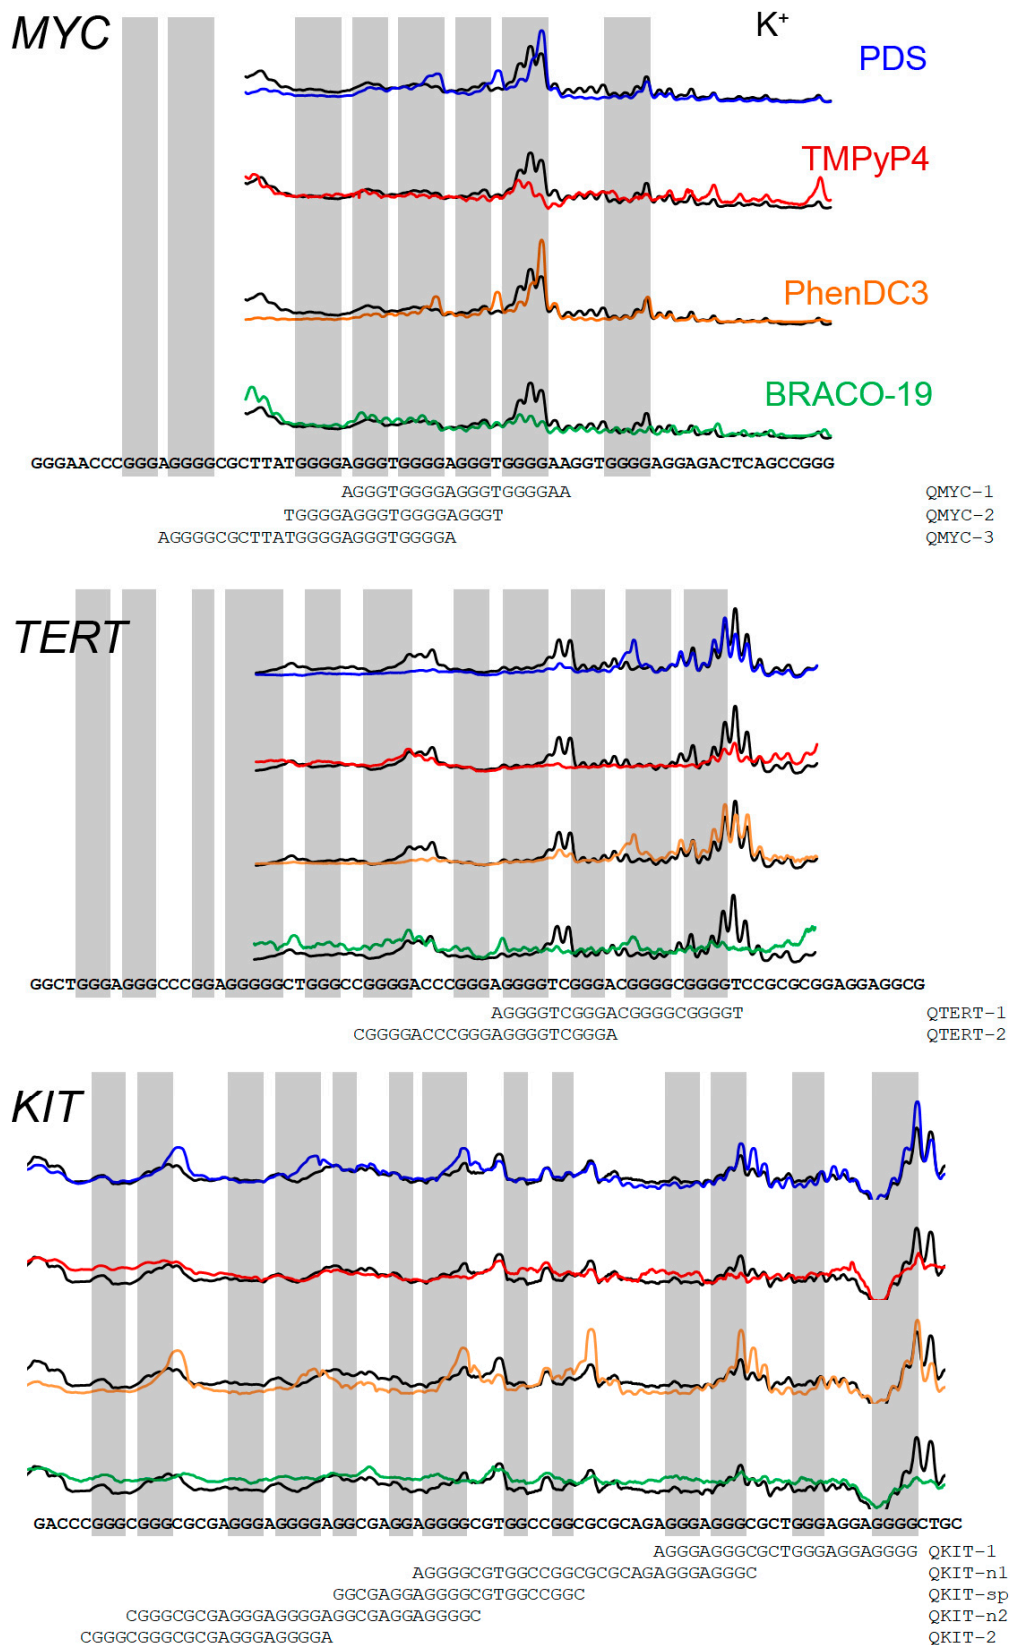 MYC
K+
PDS
TMPyP4
PhenDC3
BRACO-19
GGGAACCCGGGAGGGGCGCTTATGGGGAGGGTGGGGAGGGTGGGGAAGGTGGGGAGGAGACTCAGCCGGG
AGGGTGGGGAGGGTGGGGAA QMYC-1
TGGGGAGGGTGGGGAGGGT QMYC-2
AGGGGCGCTTATGGGGAGGGTGGGGA QMYC-3
TERT
GGCTGGGAGGGCCCGGAGGGGGCTGGGCCGGGGACCCGGGAGGGGTCGGGACGGGGCGGGGTCCGCGCGGAGGAGGCG
AGGGGTCGGGACGGGGCGGGGT QTERT-1
CGGGGACCCGGGAGGGGTCGGGA QTERT-2
KIT
GACCCGGGCGGGCGCGAGGGAGGGGAGGCGAGGAGGGGCGTGGCCGGCGCGCAGAGGGAGGGCGCTGGGAGGAGGGGCTGC
AGGGAGGGCGCTGGGAGGAGGGG QKIT-1
AGGGGCGTGGCCGGCGCGCAGAGGGAGGGC QKIT-n1
GGCGAGGAGGGGCGTGGCCGGC QKIT-sp
CGGGCGCGAGGGAGGGGAGGCGAGGAGGGGC QKIT-n2
CGGGCGGGCGCGAGGGAGGGGA QKIT-2